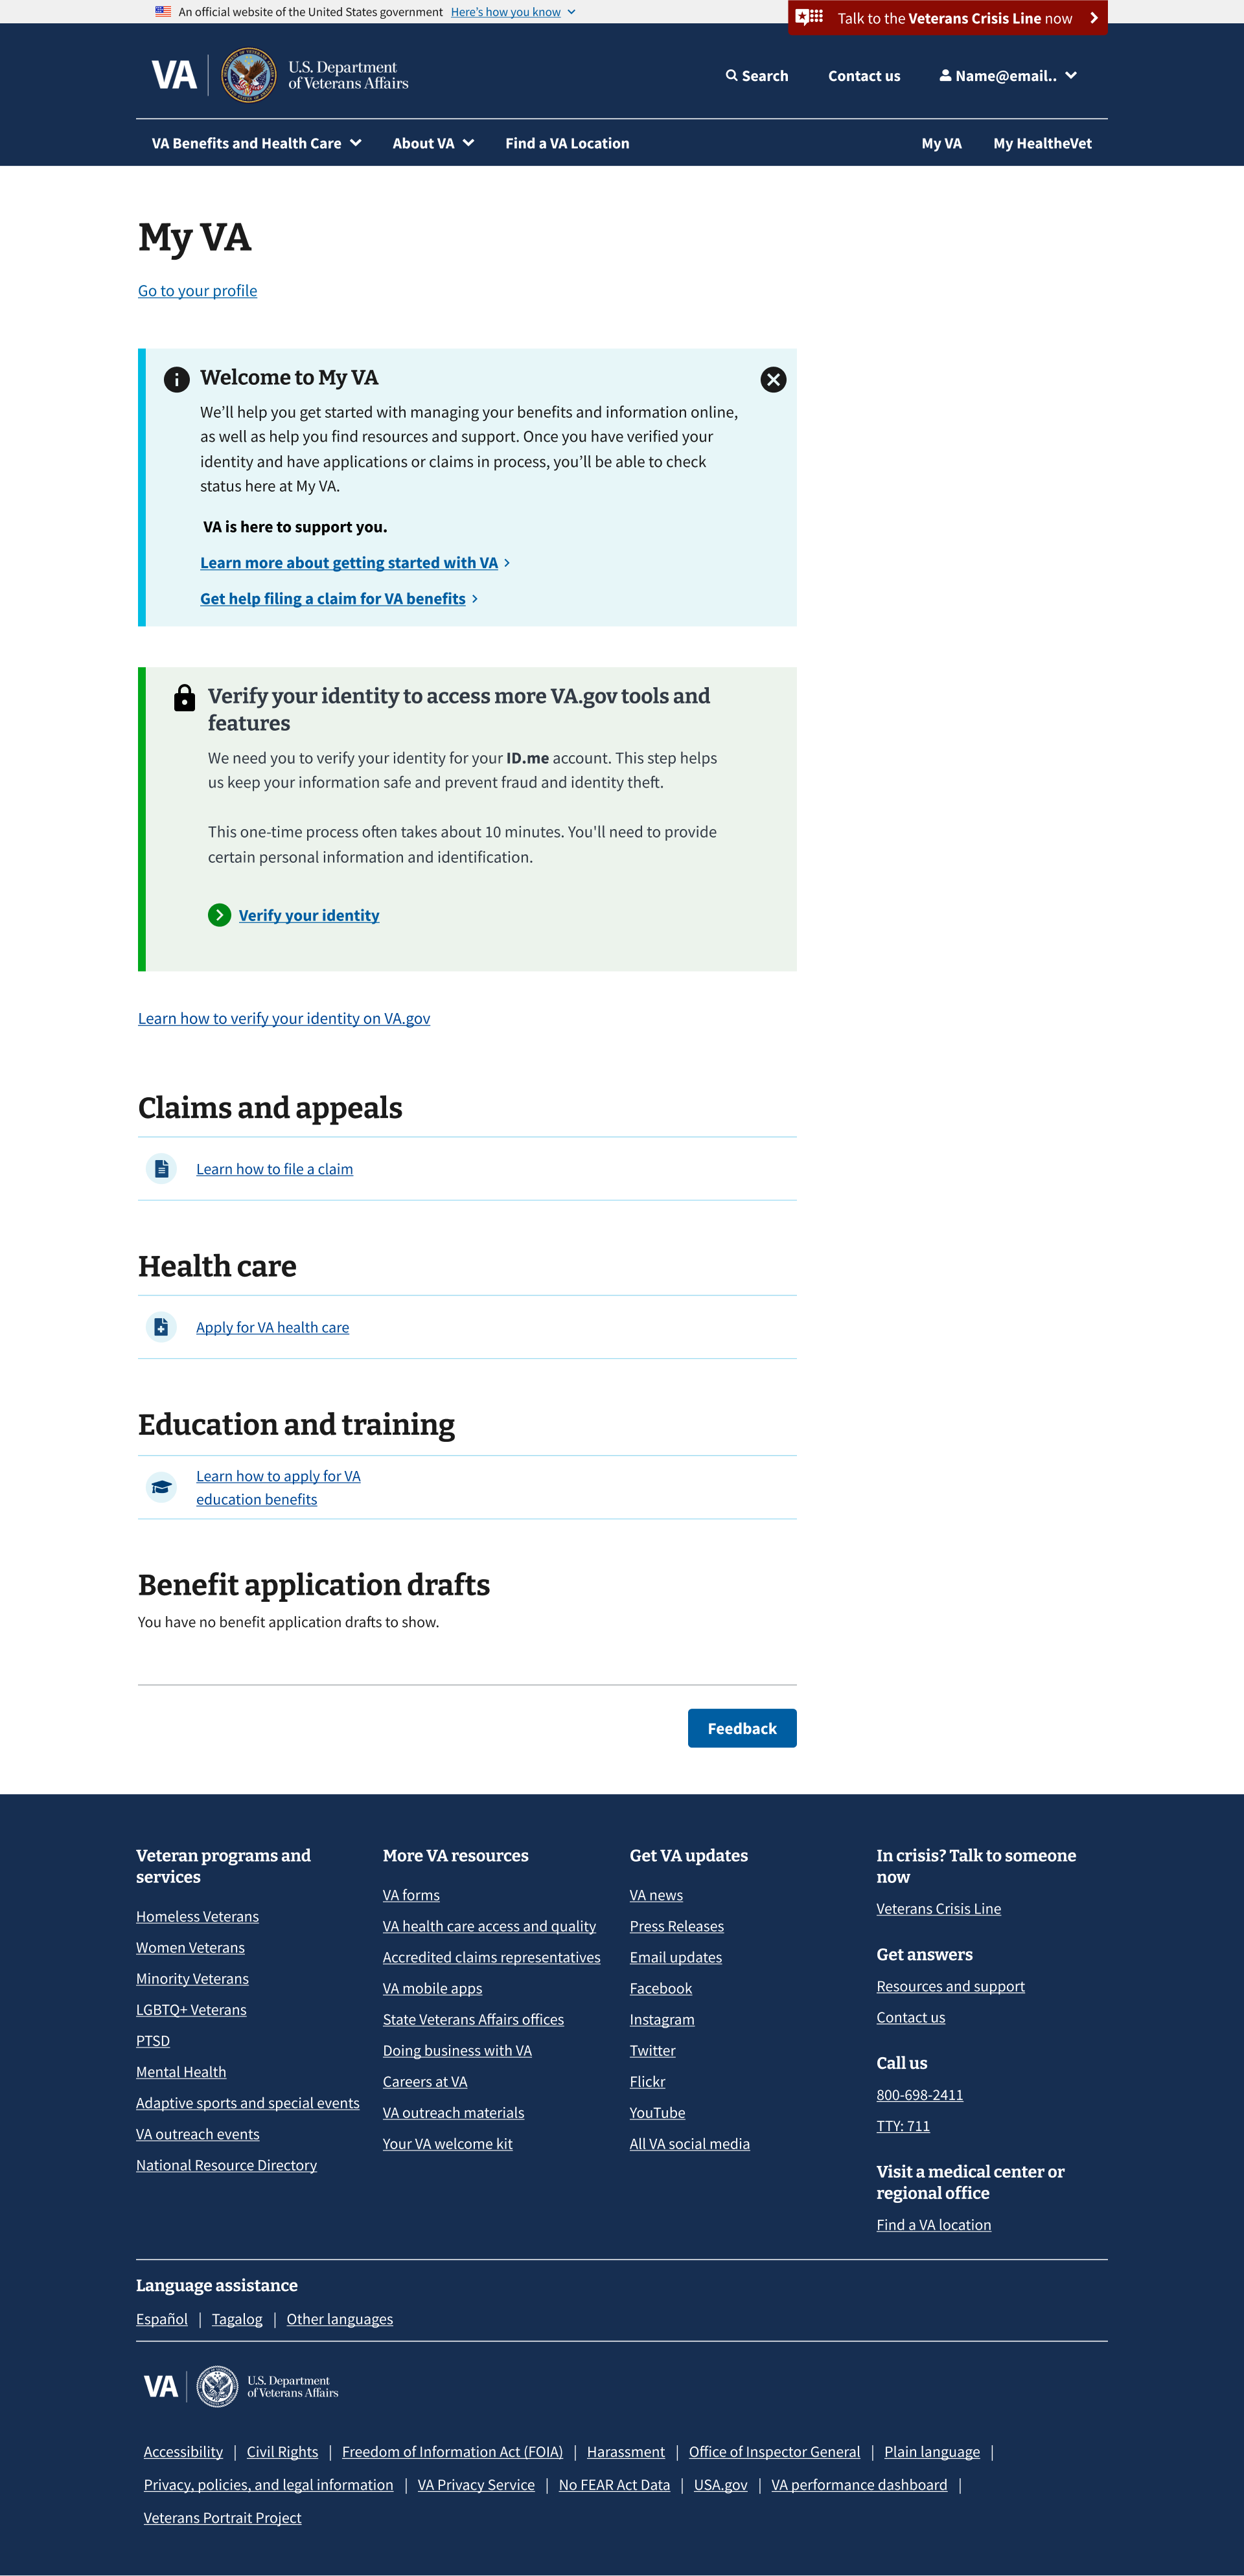 An official website of the United States government Here’s how you know
Talk to the Veterans Crisis Line now
VA
U.S. Department
of Veterans Affairs
Search Contact us Name@email..
VA Benefits and Health Care About VA Find a VA Location My VA My HealtheVet
My VA
Go to your profile
Welcome to My VA
We’ll help you get started with managing your benefits and information online,
as well as help you find resources and support. Once you have verified your
identity and have applications or claims in process, you’ll be able to check
status here at My VA.
VA is here to support you.
Learn more about getting started with VA
Get help filing a claim for VA benefits
Verify your identity to access more VA.gov tools and
features
We need you to verify your identity for your ID.me account. This step helps
us keep your information safe and prevent fraud and identity theft.
This one-time process often takes about 10 minutes. You'll need to provide
certain personal information and identification.
Verify your identity
Learn how to verify your identity on VA.gov
Claims and appeals
Learn how to file a claim
Health care
Apply for VA health care
Education and training
Learn how to apply for VA
education benefits
Benefit application drafts
You have no benefit application drafts to show.
Feedback
Veteran programs and
services
Homeless Veterans
Women Veterans
Minority Veterans
LGBTQ+ Veterans
PTSD
Mental Health
Adaptive sports and special events
VA outreach events
National Resource Directory
More VA resources
VA forms
VA health care access and quality
Accredited claims representatives
VA mobile apps
State Veterans Affairs offices
Doing business with VA
Careers at VA
VA outreach materials
Your VA welcome kit
Get VA updates
VA news
Press Releases
Email updates
Facebook
Instagram
Twitter
Flickr
YouTube
All VA social media
In crisis? Talk to someone
now
Veterans Crisis Line
Get answers
Resources and support
Contact us
Call us
800-698-2411
TTY: 711
Visit a medical center or
regional office
Find a VA location
Language assistance
Español | Tagalog | Other languages
VA
U.S. Department
of Veterans Affairs
Accessibility | Civil Rights | Freedom of Information Act (FOIA) | Harassment | Office of Inspector General | Plain language |
Privacy, policies, and legal information | VA Privacy Service | No FEAR Act Data | USA.gov | VA performance dashboard |
Veterans Portrait Project